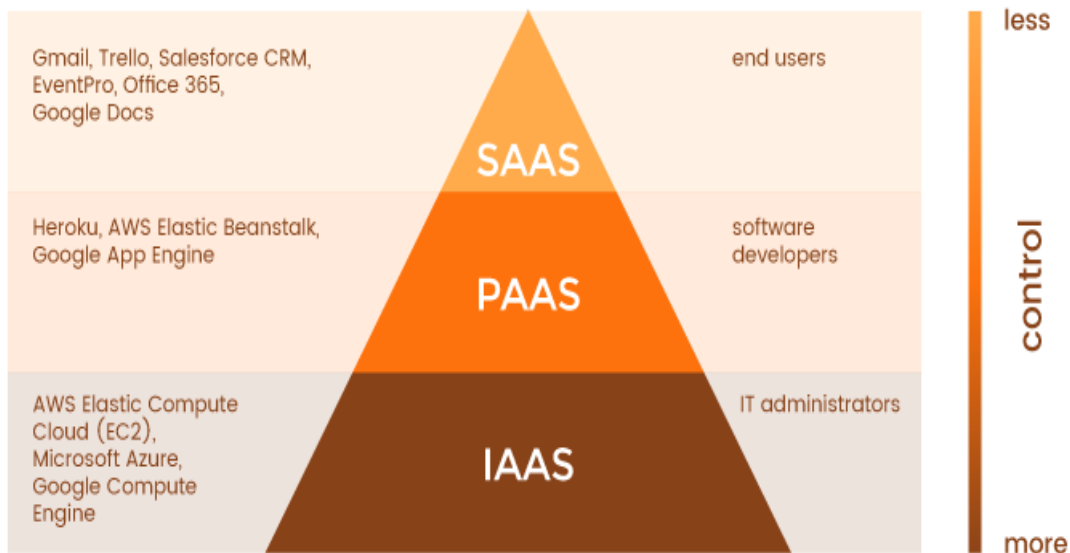 Gmail, Trello, Salesforce CRM,
EventPro, Office 365,
Google Docs
SAAS
end users
Heroku, AWS Elastic Beanstalk,
Google App Engine
PAAS
software
developers
AWS Elastic Compute
Cloud (EC2),
Microsoft Azure,
Google Compute
Engine
IAAS
IT administrators
less
control
more